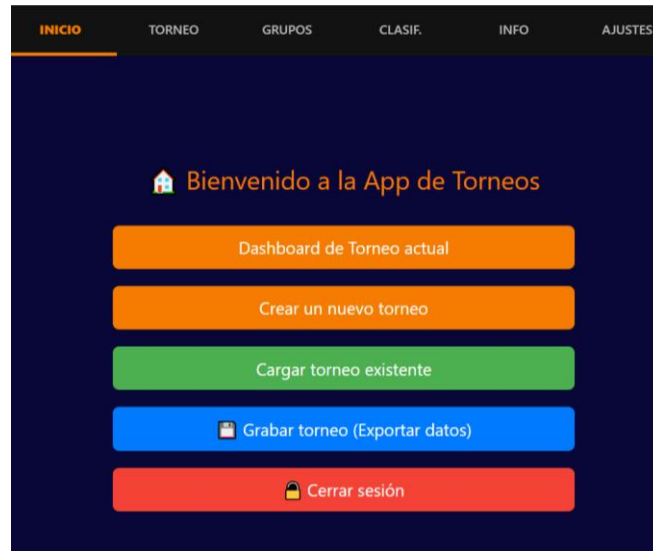 INICIO TORNEO GRUPOS CLASIF. INFO AJUSTES
🏠 Bienvenido a la App de Torneos
Dashboard de Torneo actual
Crear un nuevo torneo
Cargar torneo existente
💾 Grabar torneo (Exportar datos)
🔒 Cerrar sesión